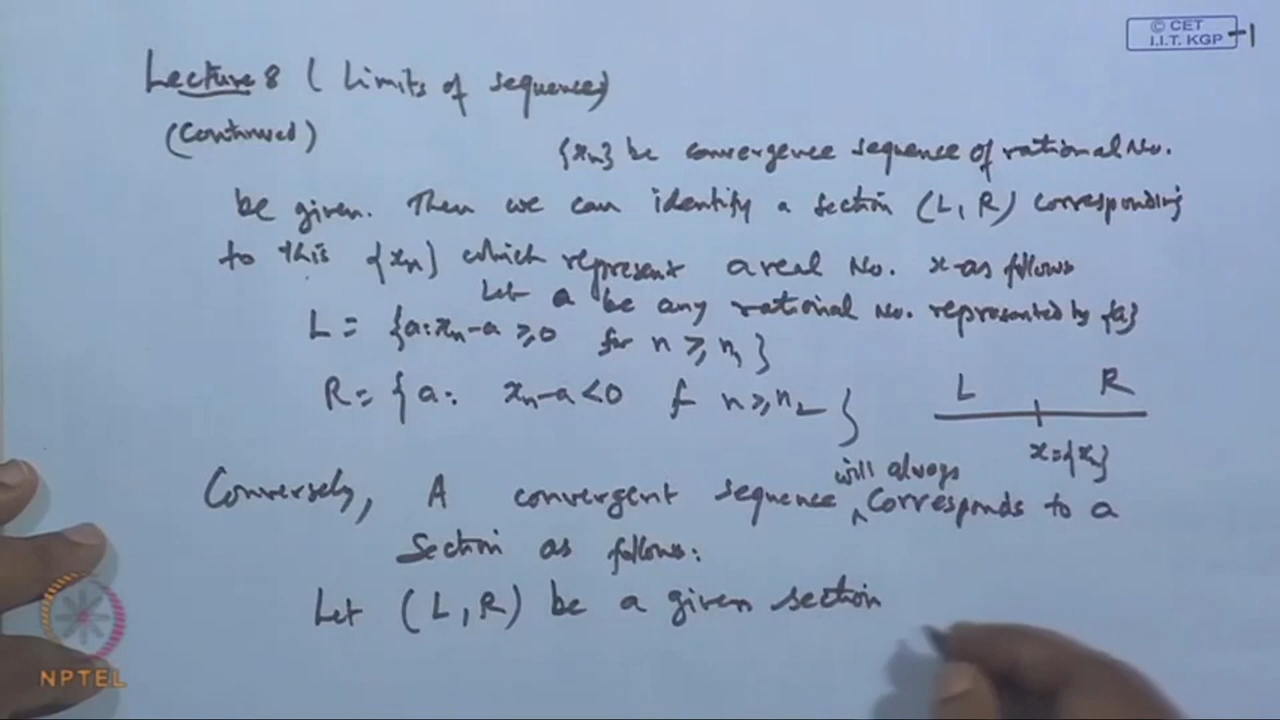 © CET
I.I.T. KGP
-1
Lecture 8 ( Limits of sequences)
(Continued)
{xn} be convergence sequence of rational No.
be given. Then we can identify a section (L, R) corresponding
to this {xn} which represent a real No. x as follows
Let a be any rational No. represented by {a}
L = {a: xn-a ≥ 0 for n ≥ n1 }
R = { a: xn-a < 0 f n ≥ n2 }
L R
x={xn}
Conversely, A convergent sequence will always Corresponds to a
Section as follows:
Let (L, R) be a given section
NPTEL